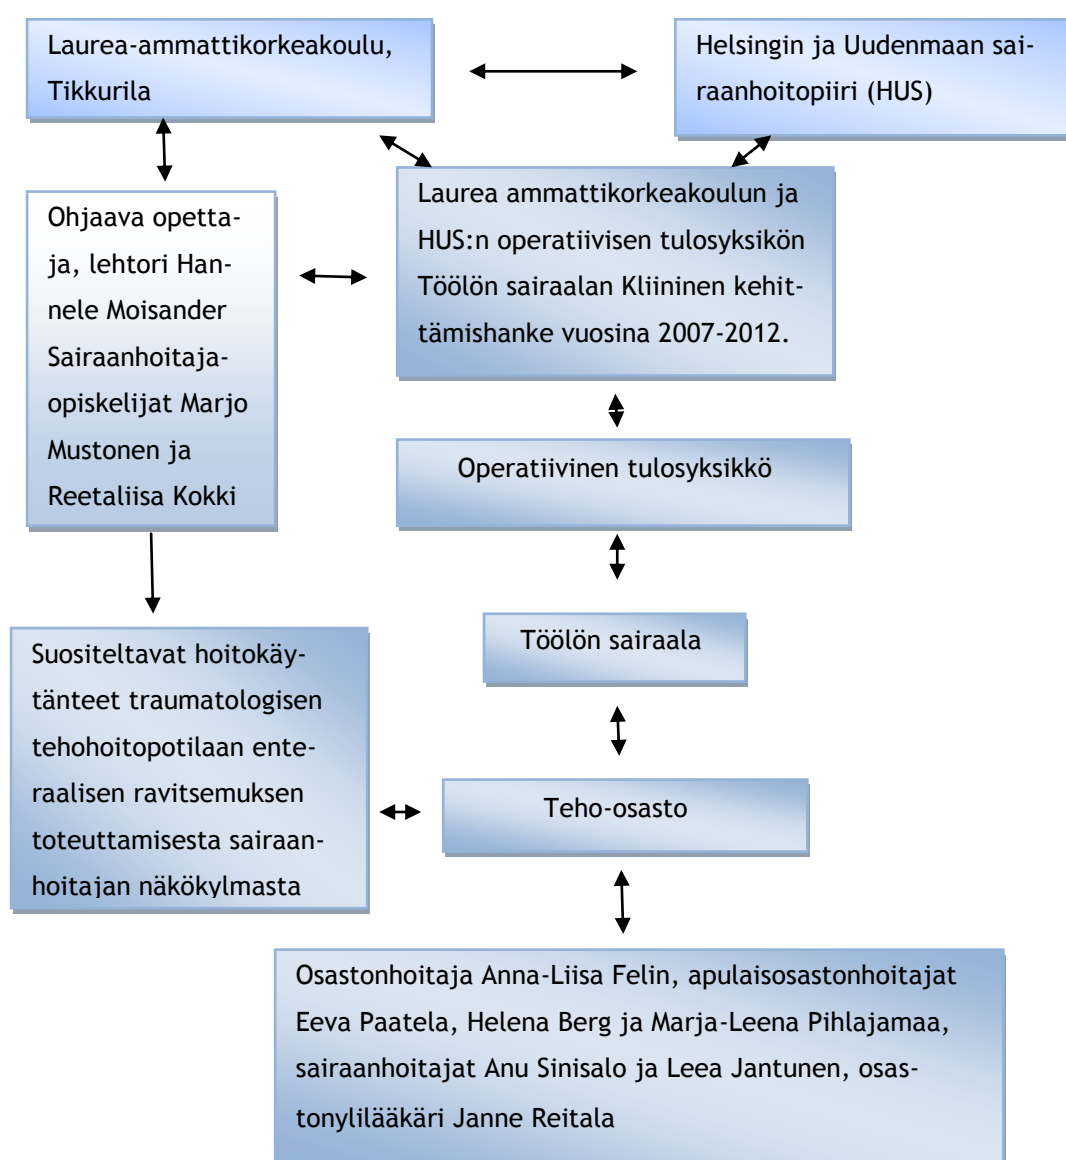 Laurea-ammattikorkeakoulu,
Tikkurila
Helsingin ja Uudenmaan sai-
raanhoitopiiri (HUS)
Ohjaava opetta-
ja, lehtori Han-
nele Moisander
Sairaanhoitaja-
opiskelijat Marjo
Mustonen ja
Reetaliisa Kokki
Laurea ammattikorkeakoulun ja
HUS:n operatiivisen tulosyksikön
Töölön sairaalan Kliininen kehit-
tämishanke vuosina 2007-2012.
Operatiivinen tulosyksikkö
Töölön sairaala
Suositeltavat hoitokäy-
tänteet traumatologisen
tehohoitopotilaan ente-
raalisen ravitsemuksen
toteuttamisesta sairaan-
hoitajan näkökylmasta
Teho-osasto
Osastonhoitaja Anna-Liisa Felin, apulaisosastonhoitajat
Eeva Paatela, Helena Berg ja Marja-Leena Pihlajamaa,
sairaanhoitajat Anu Sinisalo ja Leea Jantunen, osas-
tonylilääkäri Janne Reitala